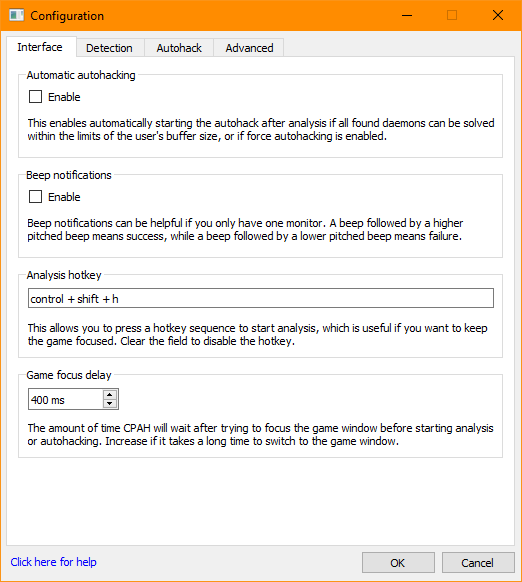 Configuration
Interface
Detection
Autohack
Advanced
Automatic autohacking
Enable
This enables automatically starting the autohack after analysis if all found daemons can be solved
within the limits of the user's buffer size, or if force autohacking is enabled.
Beep notifications
Enable
Beep notifications can be helpful if you only have one monitor. A beep followed by a higher
pitched beep means success, while a beep followed by a lower pitched beep means failure.
Analysis hotkey
control + shift + h
This allows you to press a hotkey sequence to start analysis, which is useful if you want to keep
the game focused. Clear the field to disable the hotkey.
Game focus delay
400 ms
The amount of time CPAH will wait after trying to focus the game window before starting analysis
or autohacking. Increase if it takes a long time to switch to the game window.
Click here for help
OK
Cancel